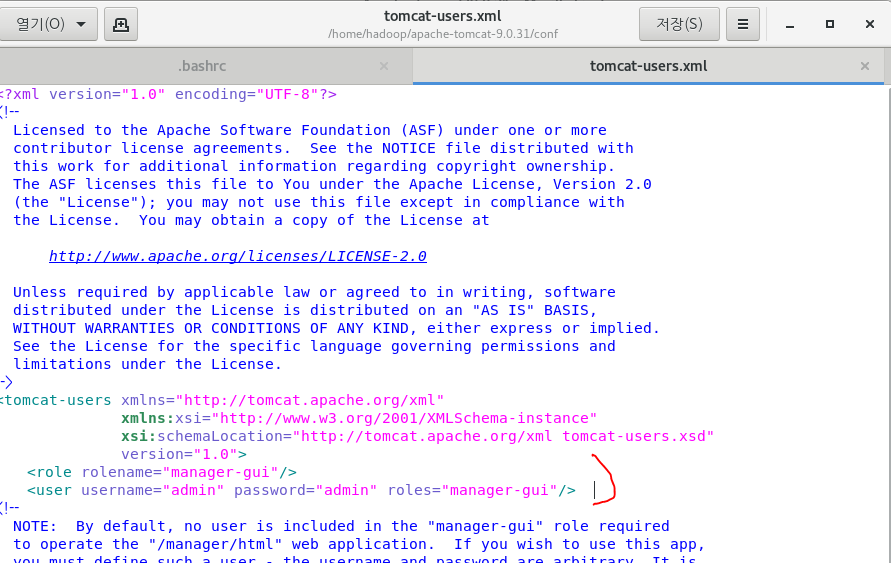 tomcat-users.xml
열기(O)
/home/hadoop/apache-tomcat-9.0.31/conf
저장(S)
.bashrc
tomcat-users.xml
<?xml version="1.0" encoding="UTF-8"?>
<!--
Licensed to the Apache Software Foundation (ASF) under one or more
contributor license agreements.  See the NOTICE file distributed with
this work for additional information regarding copyright ownership.
The ASF licenses this file to You under the Apache License, Version 2.0
(the "License"); you may not use this file except in compliance with
the License.  You may obtain a copy of the License at
http://www.apache.org/licenses/LICENSE-2.0
Unless required by applicable law or agreed to in writing, software
distributed under the License is distributed on an "AS IS" BASIS,
WITHOUT WARRANTIES OR CONDITIONS OF ANY KIND, either express or implied.
See the License for the specific language governing permissions and
limitations under the License.
->
<tomcat-users xmlns="http://tomcat.apache.org/xml"
xmlns:xsi="http://www.w3.org/2001/XMLSchema-instance"
xsi:schemaLocation="http://tomcat.apache.org/xml tomcat-users.xsd"
version="1.0">
<role rolename="manager-gui"/>
<user username="admin" password="admin" roles="manager-gui"/>
<!--
NOTE:  By default, no user is included in the "manager-gui" role required
to operate the "/manager/html" web application.  If you wish to use this app,
you must define such a user - the username and password are arbitrary. It is